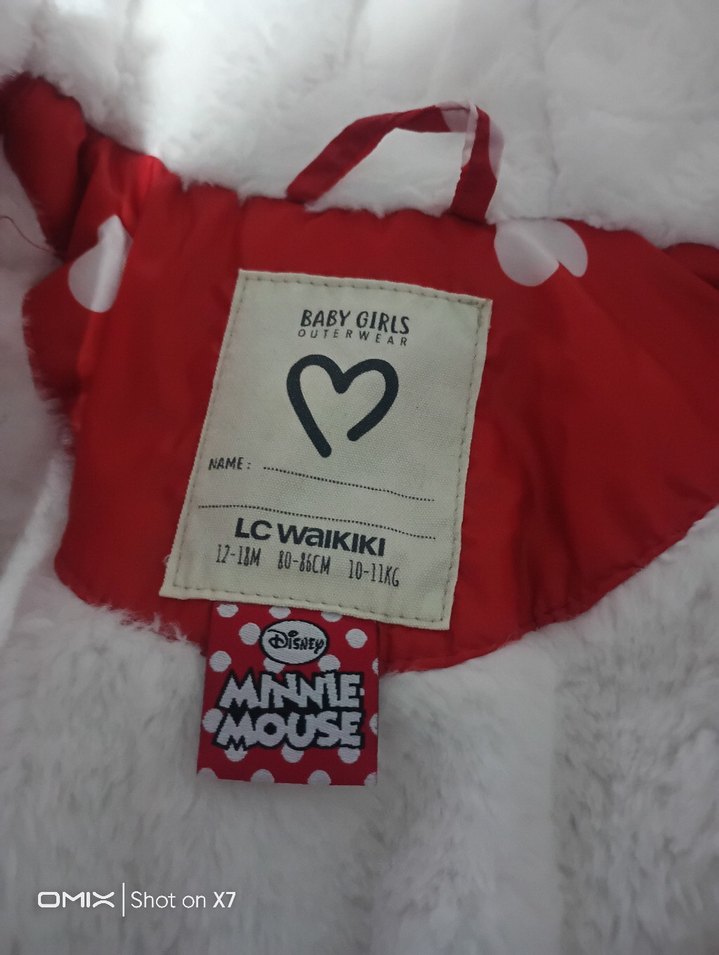 BABY GIRLS
OUTERWEAR
NAME:
LC WAIKIKI
12-18M 80-86CM 10-11KG
Disney
MINNIE
MOUSE
OMIX | Shot on X7